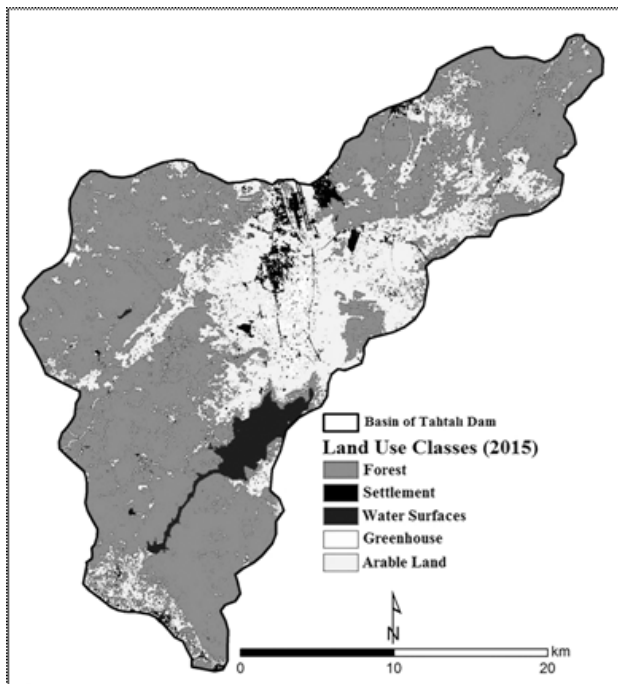 Basin of Tahtalı Dam
Land Use Classes (2015)
Forest
Settlement
Water Surfaces
Greenhouse
Arable Land
N
km
0 10 20